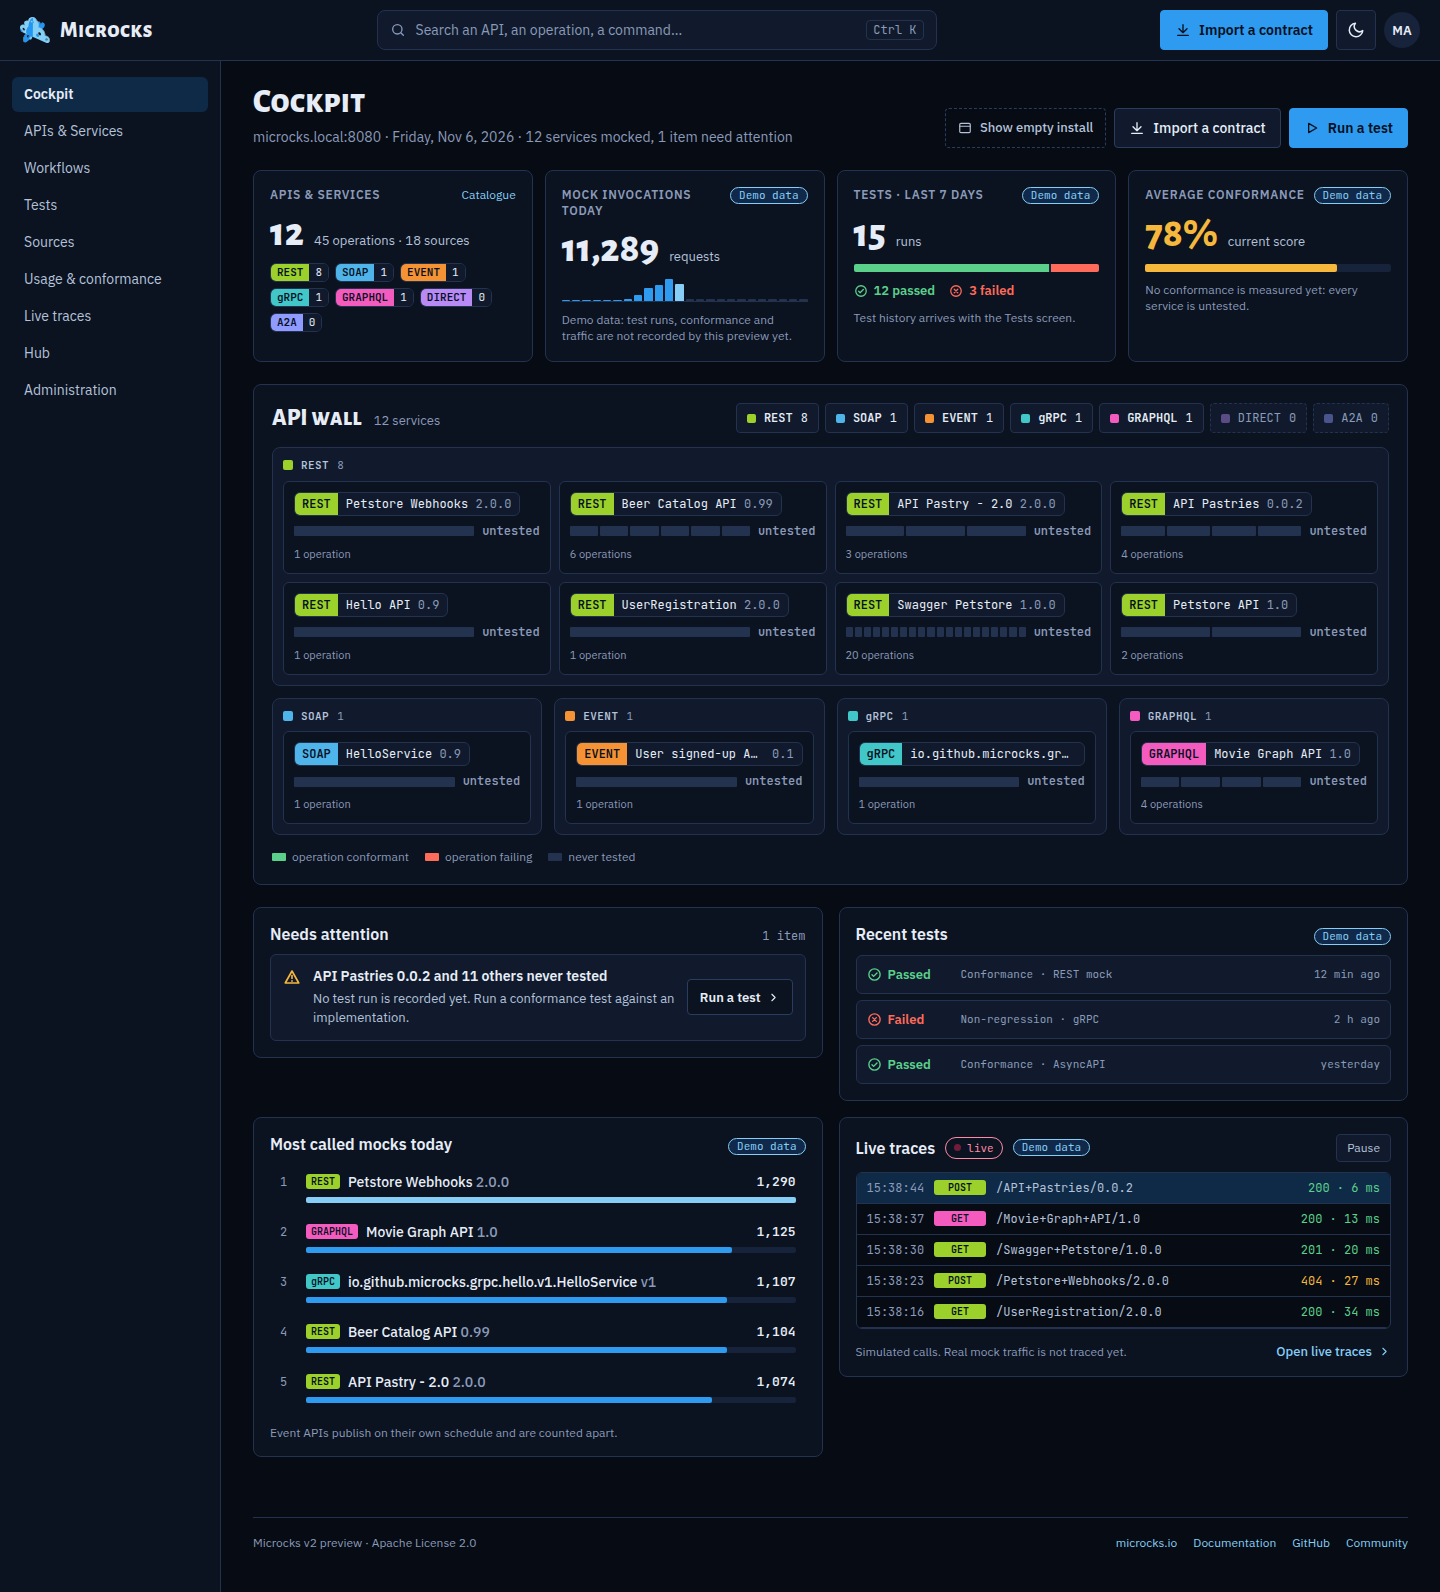 Microcks
Search an API, an operation, a command...
Ctrl K
Import a contract
MA
Cockpit
APIs & Services
Workflows
Tests
Sources
Usage & conformance
Live traces
Hub
Administration
Cockpit
microcks.local:8080 · Friday, Nov 6, 2026 · 12 services mocked, 1 item need attention
Show empty install
Import a contract
Run a test
APIS & SERVICES
Catalogue
12 45 operations · 18 sources
REST 8 SOAP 1 EVENT 1
gRPC 1 GRAPHQL 1 DIRECT 0
A2A 0
MOCK INVOCATIONS
TODAY
Demo data
11,289 requests
Demo data: test runs, conformance and
traffic are not recorded by this preview yet.
TESTS · LAST 7 DAYS
Demo data
15 runs
12 passed 3 failed
Test history arrives with the Tests screen.
AVERAGE CONFORMANCE
Demo data
78% current score
No conformance is measured yet: every
service is untested.
API wall 12 services
REST 8 SOAP 1 EVENT 1 gRPC 1 GRAPHQL 1 DIRECT 0 A2A 0
REST 8
REST Petstore Webhooks 2.0.0
untested
1 operation
REST Beer Catalog API 0.99
untested
6 operations
REST API Pastry - 2.0 2.0.0
untested
3 operations
REST API Pastries 0.0.2
untested
4 operations
REST Hello API 0.9
untested
1 operation
REST UserRegistration 2.0.0
untested
1 operation
REST Swagger Petstore 1.0.0
untested
20 operations
REST Petstore API 1.0
untested
2 operations
SOAP 1
SOAP HelloService 0.9
untested
1 operation
EVENT 1
EVENT User signed-up A… 0.1
untested
1 operation
gRPC 1
gRPC io.github.microcks.gr…
untested
1 operation
GRAPHQL 1
GRAPHQL Movie Graph API 1.0
untested
4 operations
operation conformant operation failing never tested
Needs attention
1 item
API Pastries 0.0.2 and 11 others never tested
No test run is recorded yet. Run a conformance test against an
implementation.
Run a test
Recent tests
Demo data
Passed Conformance · REST mock 12 min ago
Failed Non-regression · gRPC 2 h ago
Passed Conformance · AsyncAPI yesterday
Most called mocks today
Demo data
1 REST Petstore Webhooks 2.0.0 1,290
2 GRAPHQL Movie Graph API 1.0 1,125
3 gRPC io.github.microcks.grpc.hello.v1.HelloService v1 1,107
4 REST Beer Catalog API 0.99 1,104
5 REST API Pastry - 2.0 2.0.0 1,074
Event APIs publish on their own schedule and are counted apart.
Live traces live Demo data
Pause
15:38:44 POST /API+Pastries/0.0.2 200 · 6 ms
15:38:37 GET /Movie+Graph+API/1.0 200 · 13 ms
15:38:30 GET /Swagger+Petstore/1.0.0 201 · 20 ms
15:38:23 POST /Petstore+Webhooks/2.0.0 404 · 27 ms
15:38:16 GET /UserRegistration/2.0.0 200 · 34 ms
Simulated calls. Real mock traffic is not traced yet.
Open live traces
Microcks v2 preview · Apache License 2.0
microcks.io Documentation GitHub Community